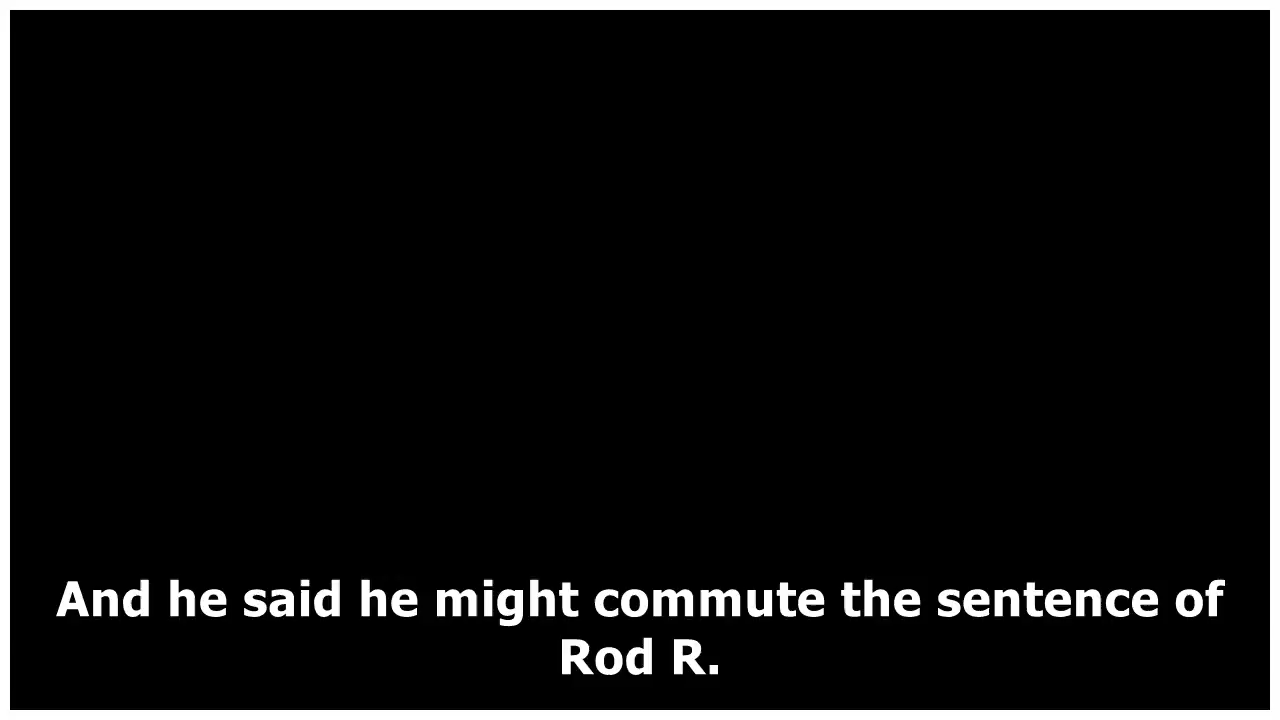 And he said he might commute the sentence of
Rod R.